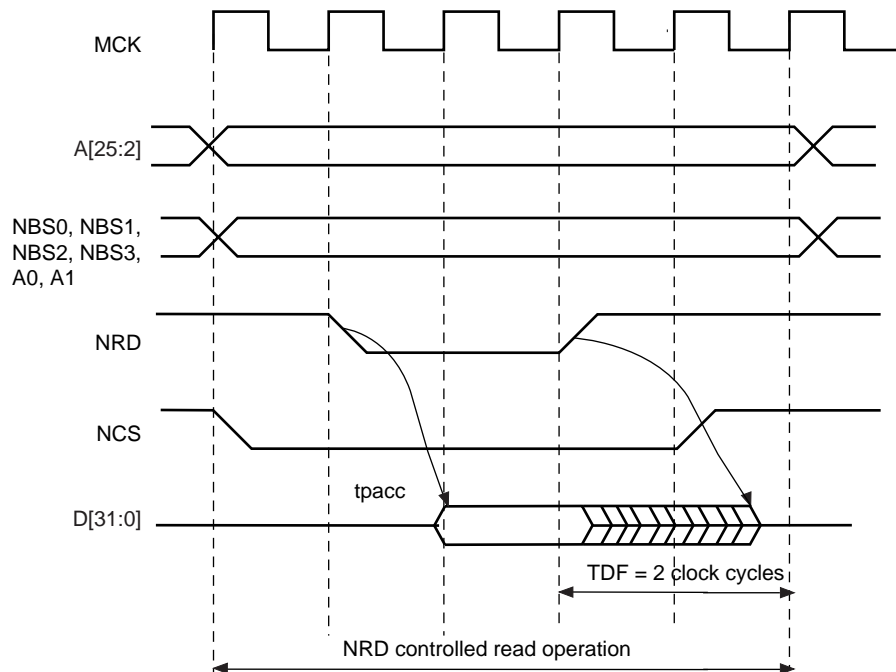 MCK
A[25:2]
NBS0, NBS1,
NBS2, NBS3,
A0, A1
NRD
NCS
tpacc
D[31:0]
TDF = 2 clock cycles
NRD controlled read operation